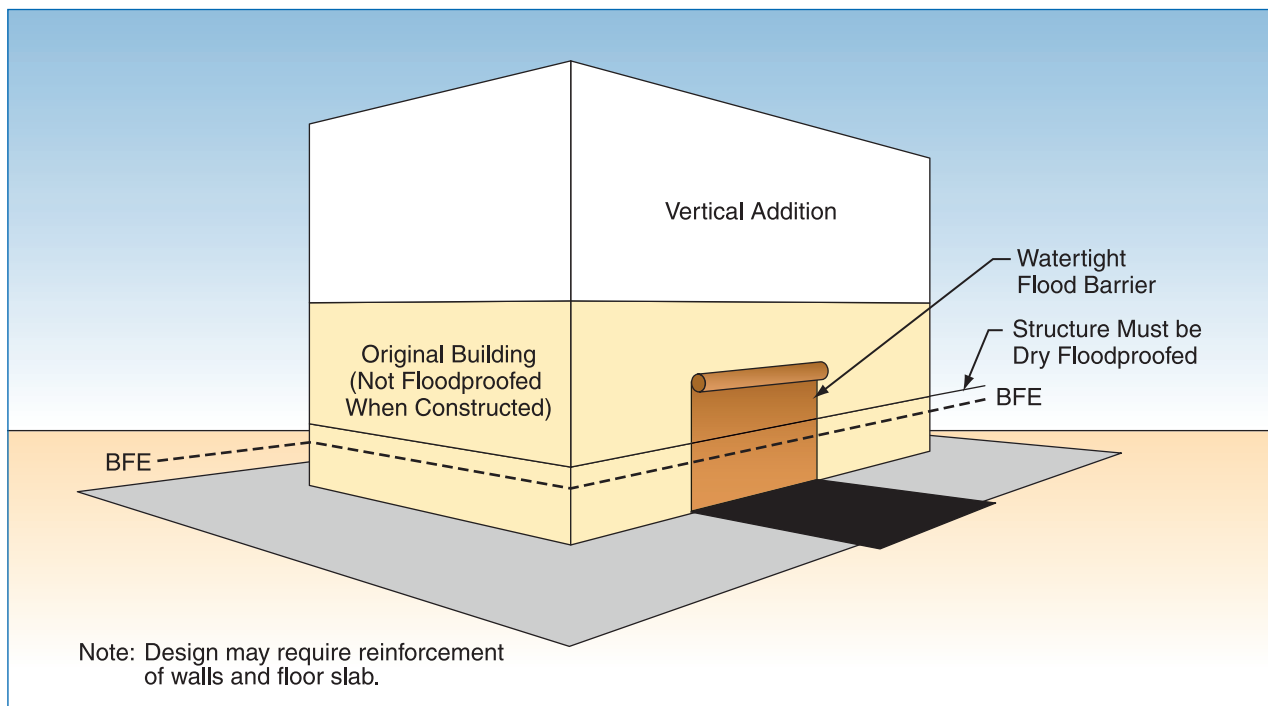 Vertical Addition
Watertight
Flood Barrier
Structure Must be
Dry Floodproofed
Original Building
(Not Floodproofed
When Constructed)
BFE
BFE
Note: Design may require reinforcement
of walls and floor slab.